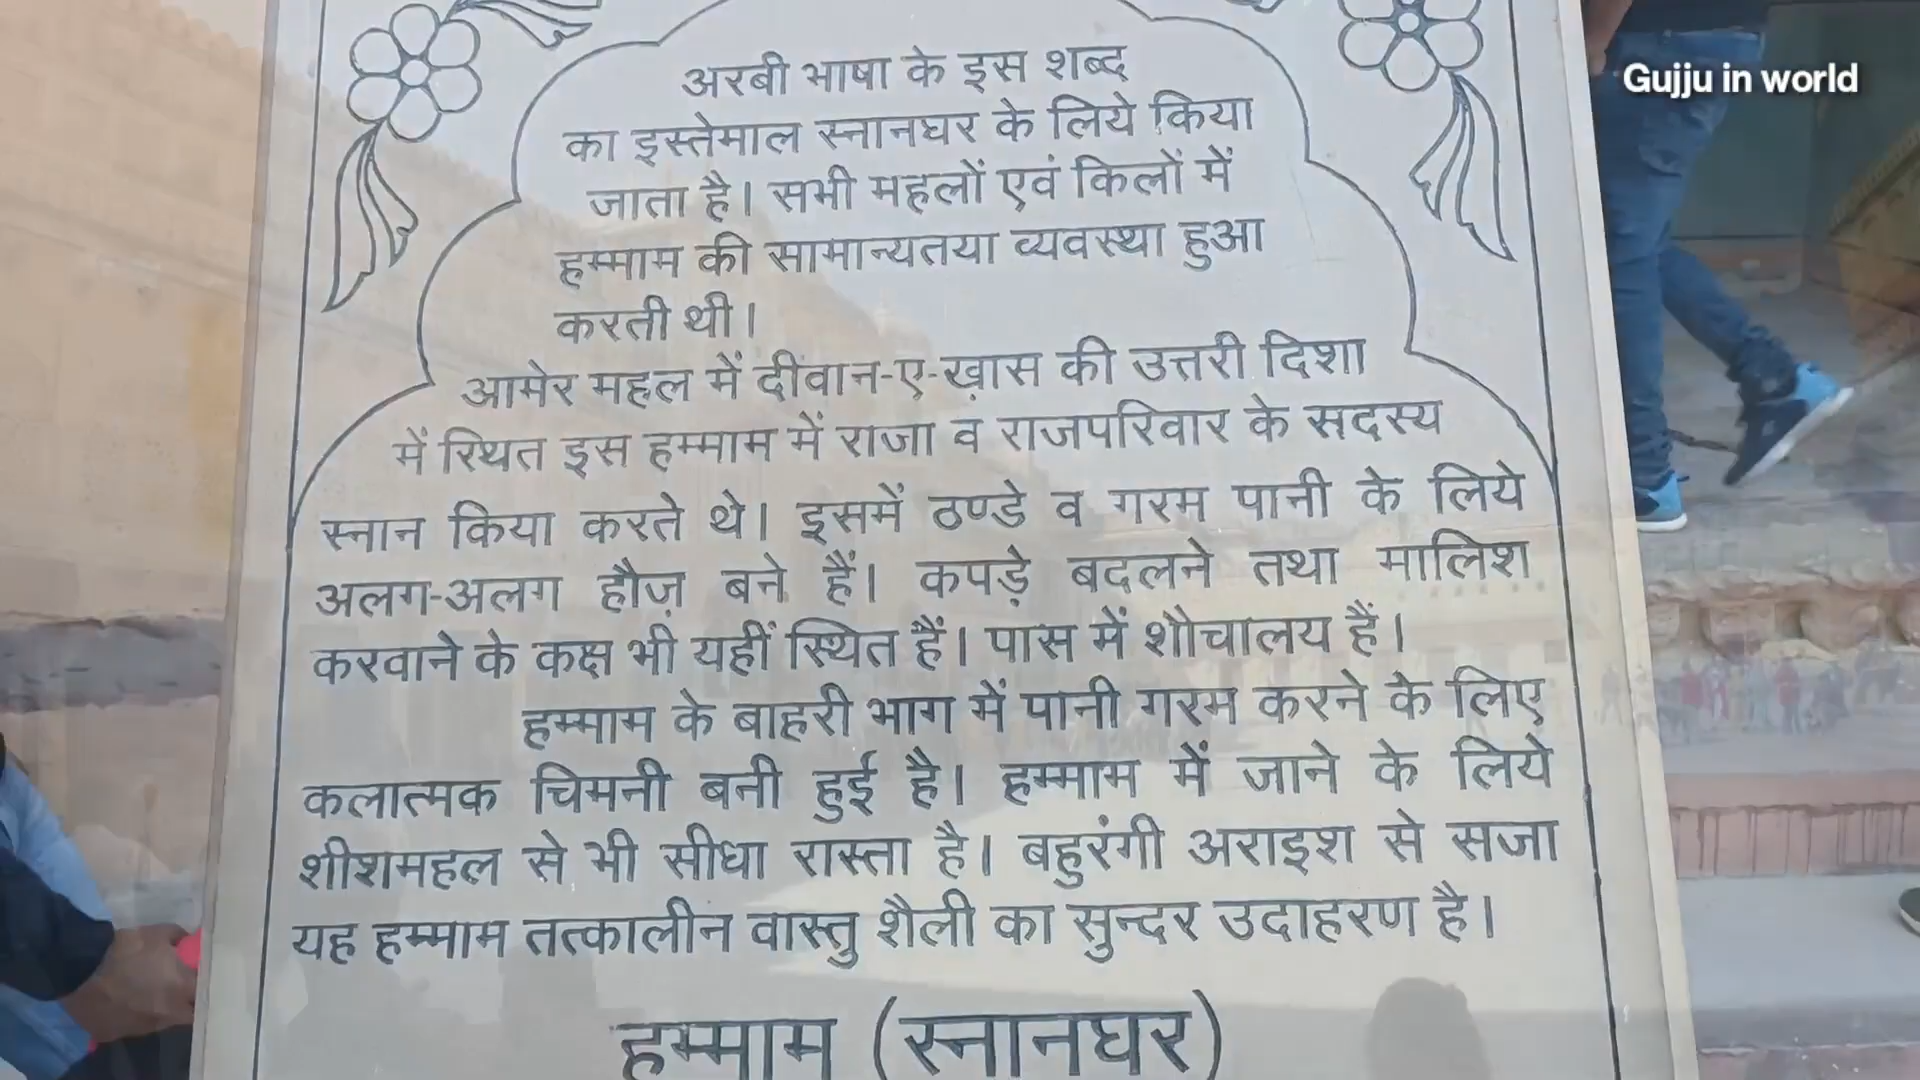 Gujju in world
अरबी भाषा के इस शब्द
का इस्तेमाल स्नानघर के लिये किया
जाता है। सभी महलों एवं किलों में
हम्माम की सामान्यतया व्यवस्था हुआ
करती थी।
आमेर महल में दीवान-ए-ख़ास की उत्तरी दिशा
में स्थित इस हम्माम में राजा व राजपरिवार के सदस्य
स्नान किया करते थे। इसमें ठण्डे व गरम पानी के लिये
अलग-अलग हौज़ बने हैं। कपड़े बदलने तथा मालिश
करवाने के कक्ष भी यहीं स्थित हैं। पास में शौचालय हैं।
हम्माम के बाहरी भाग में पानी गरम करने के लिए
कलात्मक चिमनी बनी हुई है। हम्माम में जाने के लिये
शीशमहल से भी सीधा रास्ता है। बहुरंगी अराइश से सजा
यह हम्माम तत्कालीन वास्तु शैली का सुन्दर उदाहरण है।
हम्माम (स्नानघर)